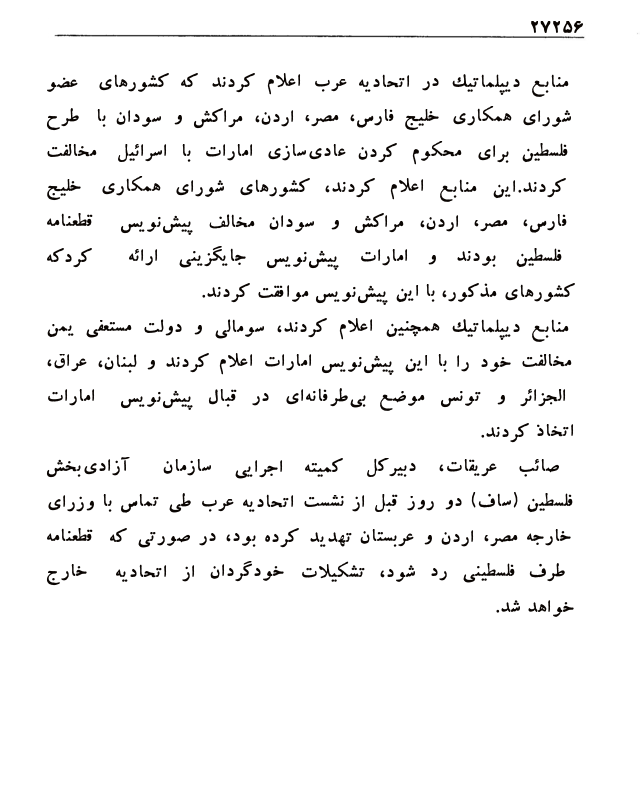 ۲۷۲۵۶
منابع دیپلماتیك در اتحادیه عرب اعلام کردند که کشورهای عضو
شورای همکاری خلیج فارس، مصر، اردن، مراکش و سودان با طرح
فلسطین برای محکوم کردن عادی‌سازی امارات با اسرائیل مخالفت
کردند.این منابع اعلام کردند، کشورهای شورای همکاری خلیج
فارس، مصر، اردن، مراکش و سودان مخالف پیش‌نویس قطعنامه
فلسطین بودند و امارات پیش‌نویس جایگزینی ارائه کردکه
کشورهای مذکور، با این پیش‌نویس موافقت کردند.
منابع دیپلماتیك همچنین اعلام کردند، سومالی و دولت مستعفی یمن
مخالفت خود را با این پیش‌نویس امارات اعلام کردند و لبنان، عراق،
الجزائر و تونس موضع بی‌طرفانه‌ای در قبال پیش‌نویس امارات
اتخاذ کردند.
صائب عریقات، دبیرکل کمیته اجرایی سازمان آزادی‌بخش
فلسطین (ساف) دو روز قبل از نشست اتحادیه عرب طی تماس با وزرای
خارجه مصر، اردن و عربستان تهدید کرده بود، در صورتی که قطعنامه
طرف فلسطینی رد شود، تشکیلات خودگردان از اتحادیه خارج
خواهد شد.